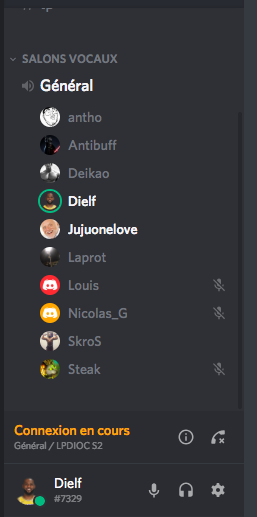 SALONS VOCAUX
Général
antho
Antibuff
Deikao
Dielf
Jujuonelove
Laprot
Louis
Nicolas_G
SkroS
Steak
Connexion en cours
Général / LPDIOC S2
Dielf
#7329